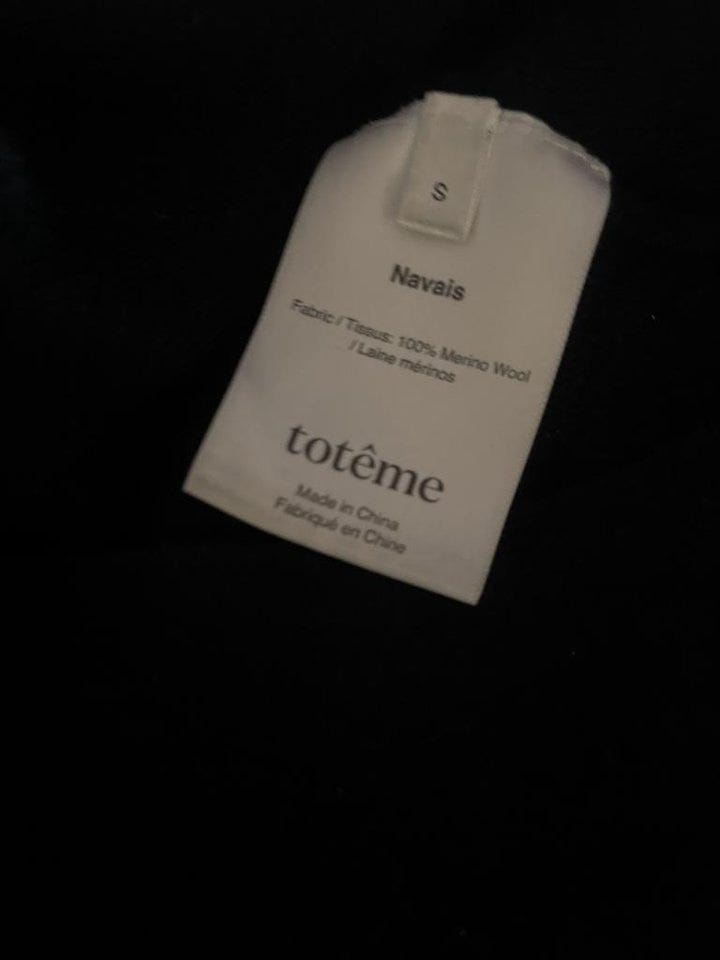 S
Navais
Fabric / Tissus: 100% Merino Wool
/ Laine mérinos
totême
Made in China
Fabriqué en Chine